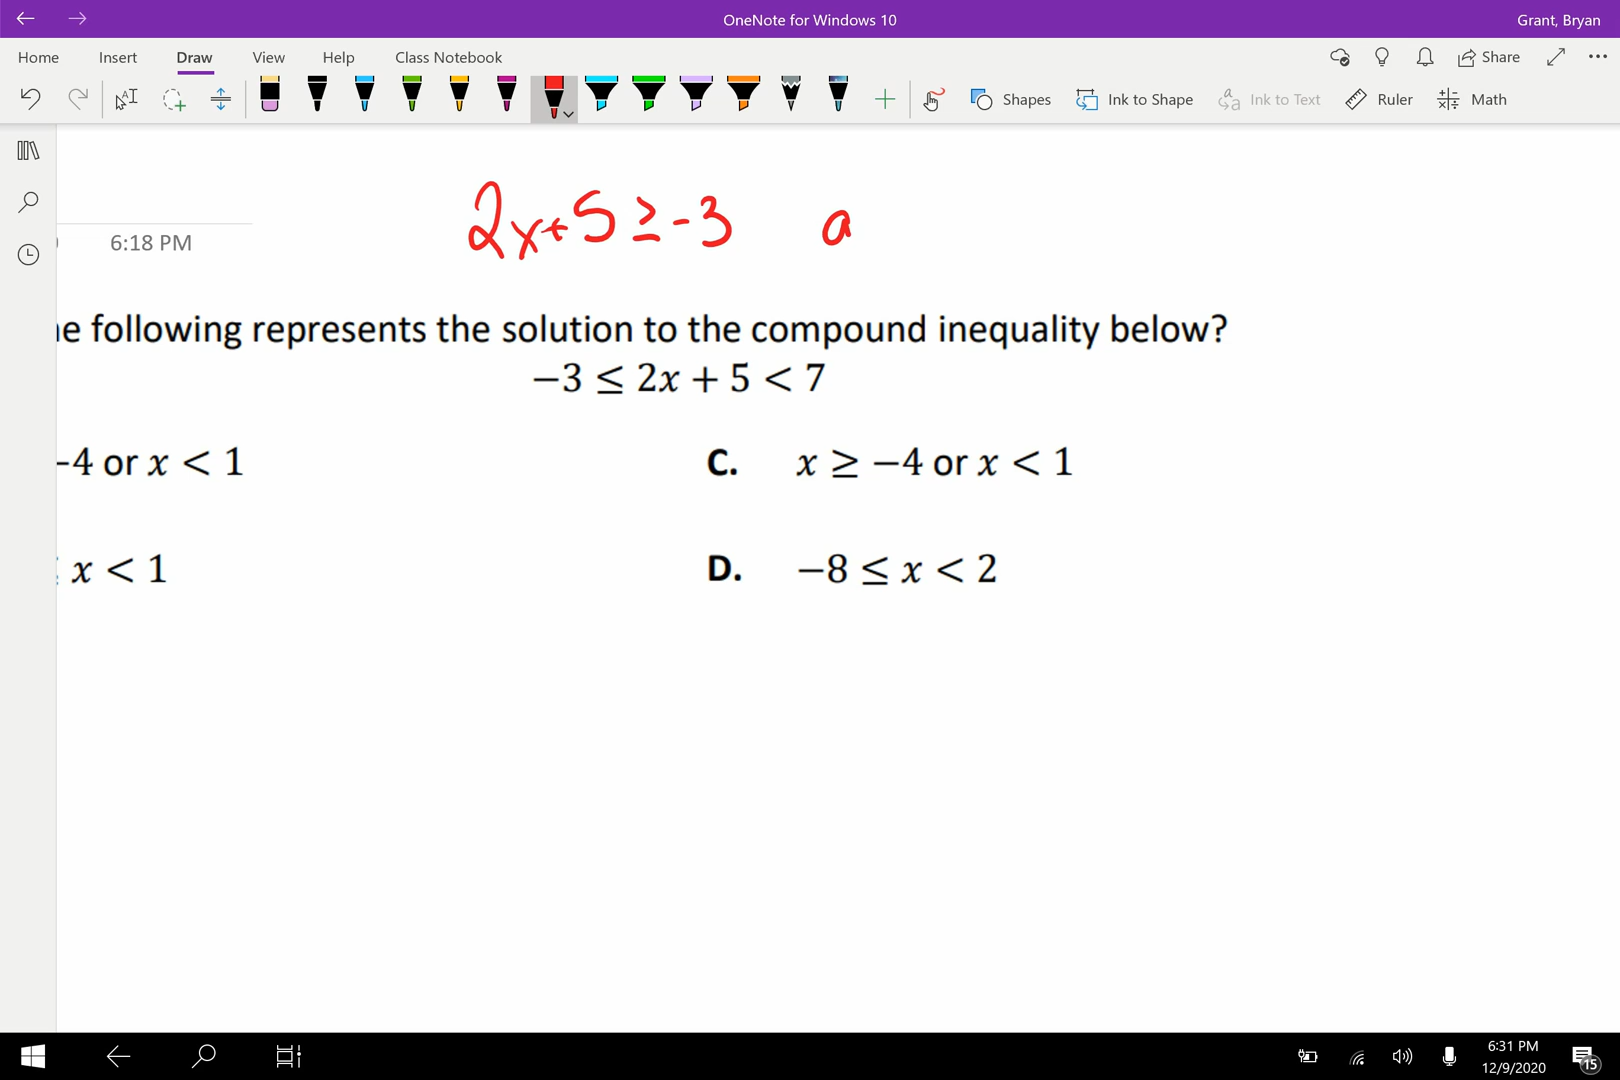 OneNote for Windows 10
Grant, Bryan
Home Insert Draw View Help Class Notebook
Share
Shapes Ink to Shape Ink to Text Ruler Math
2x+5≥-3 a
6:18 PM
e following represents the solution to the compound inequality below?
−3 ≤ 2x + 5 < 7
-4 or x < 1
C. x ≥ −4 or x < 1
x < 1
D. −8 ≤ x < 2
6:31 PM
12/9/2020
15